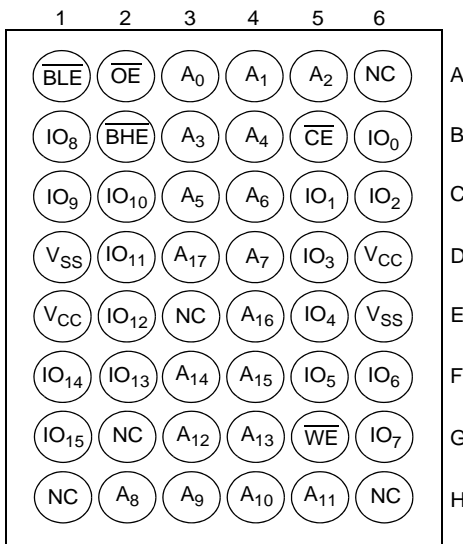 1 2 3 4 5 6
BLE OE A0 A1 A2 NC A
IO8 BHE A3 A4 CE IO0 B
IO9 IO10 A5 A6 IO1 IO2 C
VSS IO11 A17 A7 IO3 VCC D
VCC IO12 NC A16 IO4 VSS E
IO14 IO13 A14 A15 IO5 IO6 F
IO15 NC A12 A13 WE IO7 G
NC A8 A9 A10 A11 NC H